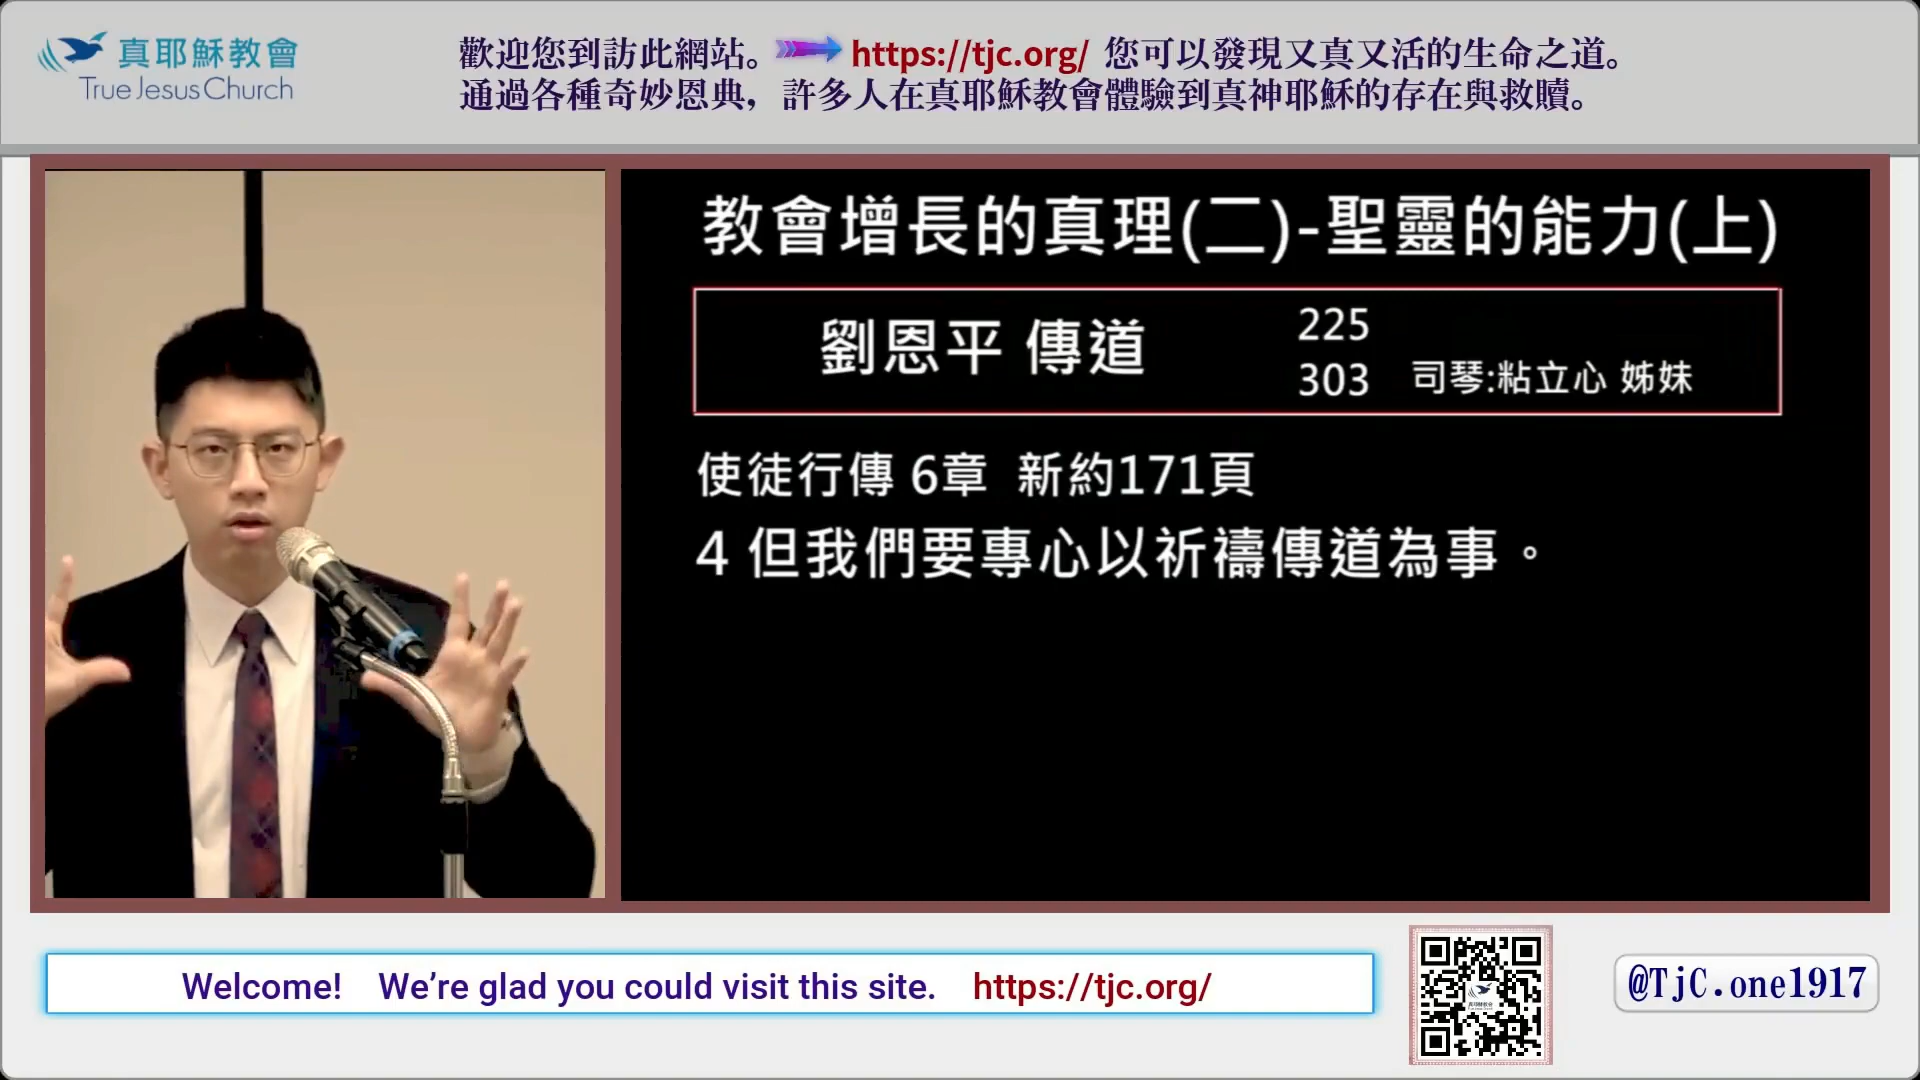 真耶穌教會
True Jesus Church
歡迎您到訪此網站。 https://tjc.org/ 您可以發現又真又活的生命之道。
通過各種奇妙恩典，許多人在真耶穌教會體驗到真神耶穌的存在與救贖。
教會增長的真理(二)-聖靈的能力(上)
劉恩平 傳道
225
303 司琴:粘立心 姊妹
使徒行傳 6章 新約171頁
4 但我們要專心以祈禱傳道為事。
Welcome! We’re glad you could visit this site. https://tjc.org/
@TjC.one1917